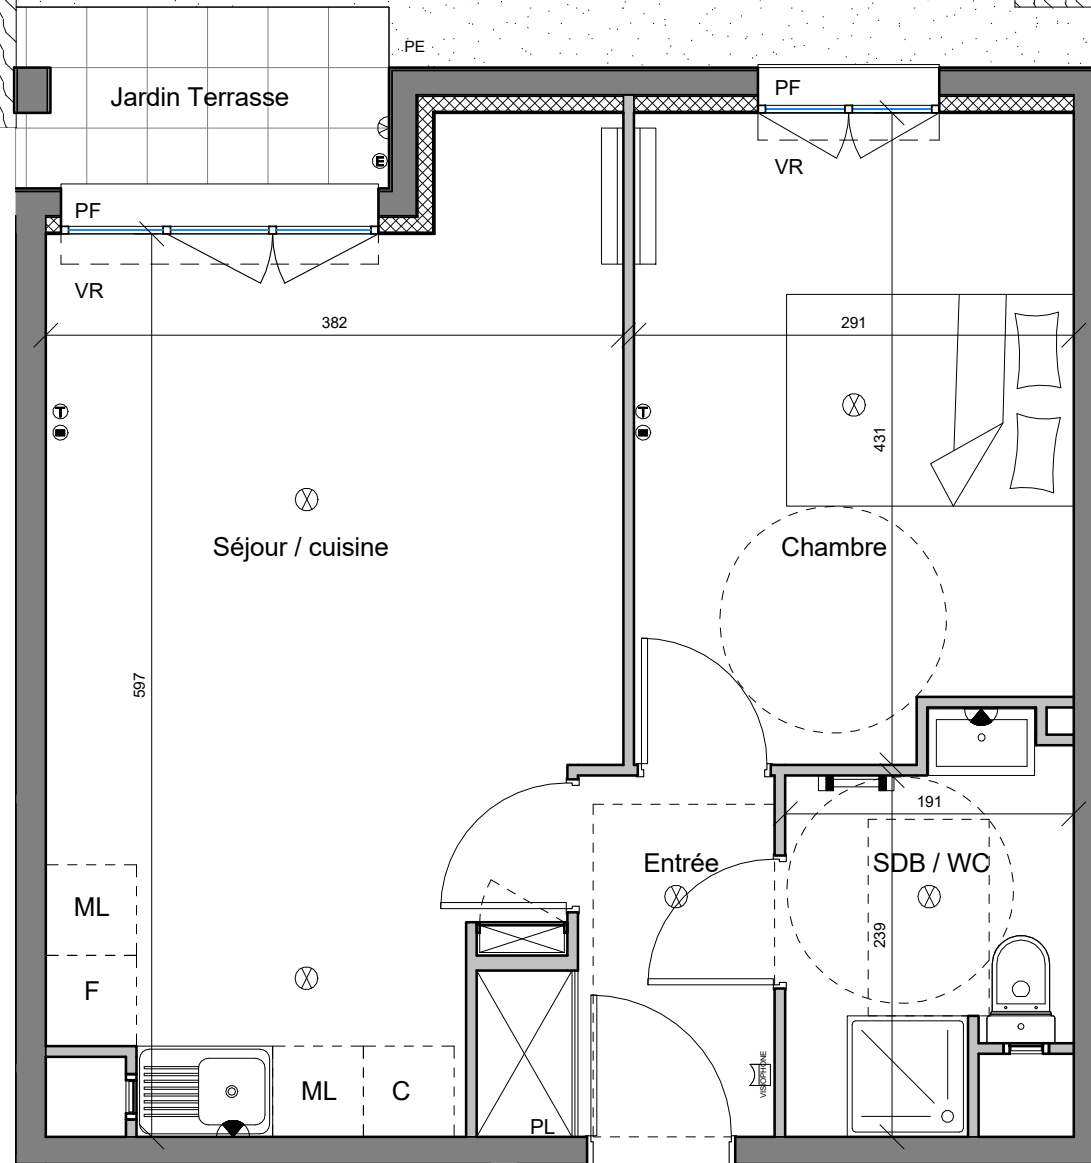 PE
Jardin Terrasse
PF
E
PF
VR
VR
382
291
T
T
431
Séjour / cuisine
Chambre
597
191
Entrée
SDB / WC
ML
239
F
ML
C
VISIOPHONE
PL